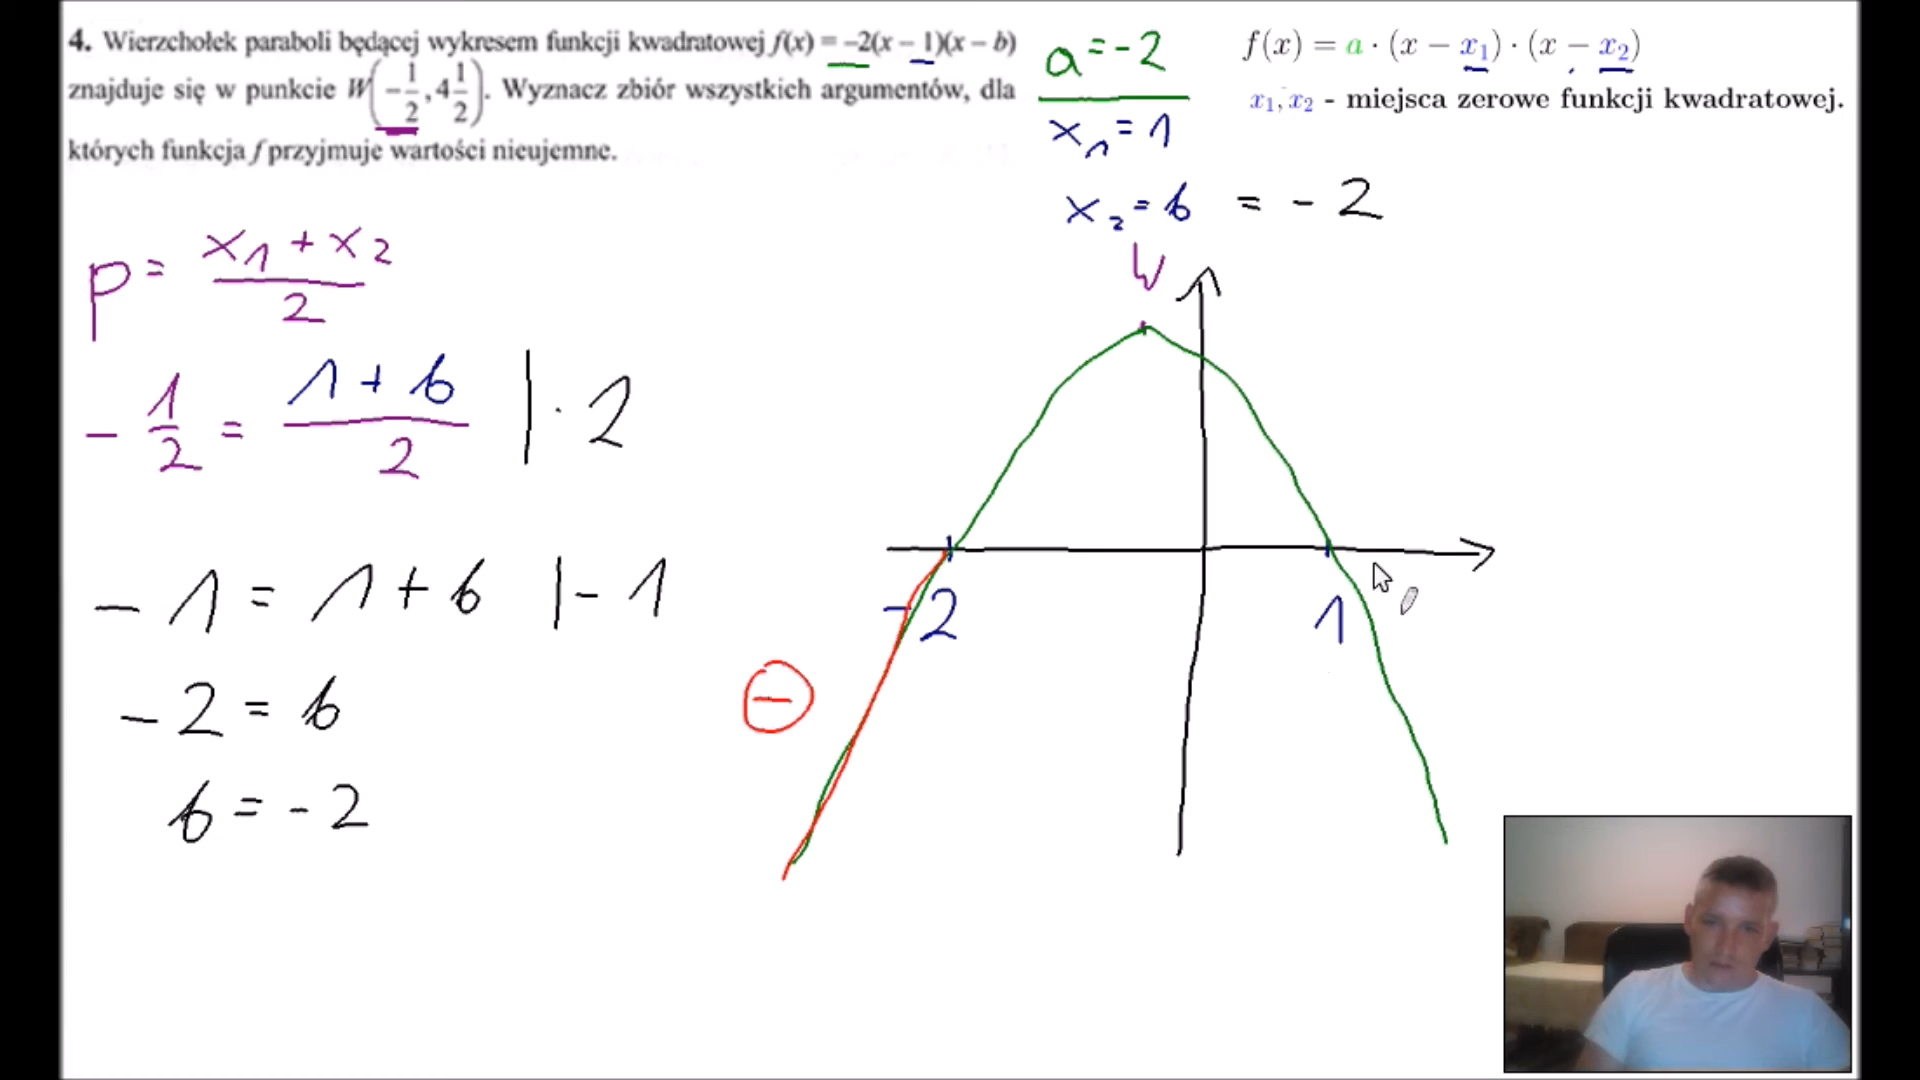 4. Wierzchołek paraboli będącej wykresem funkcji kwadratowej f(x) = –2(x – 1)(x – b)
znajduje się w punkcie W(-1/2, 4 1/2). Wyznacz zbiór wszystkich argumentów, dla
których funkcja f przyjmuje wartości nieujemne.
a = -2
x₁ = 1
x₂ = b = -2
f(x) = a · (x − x₁) · (x − x₂)
x₁, x₂ - miejsca zerowe funkcji kwadratowej.
p = (x₁ + x₂)/2
-1/2 = (1 + b)/2 | · 2
-1 = 1 + b | -1
-2 = b
b = -2
W
-2
1
-